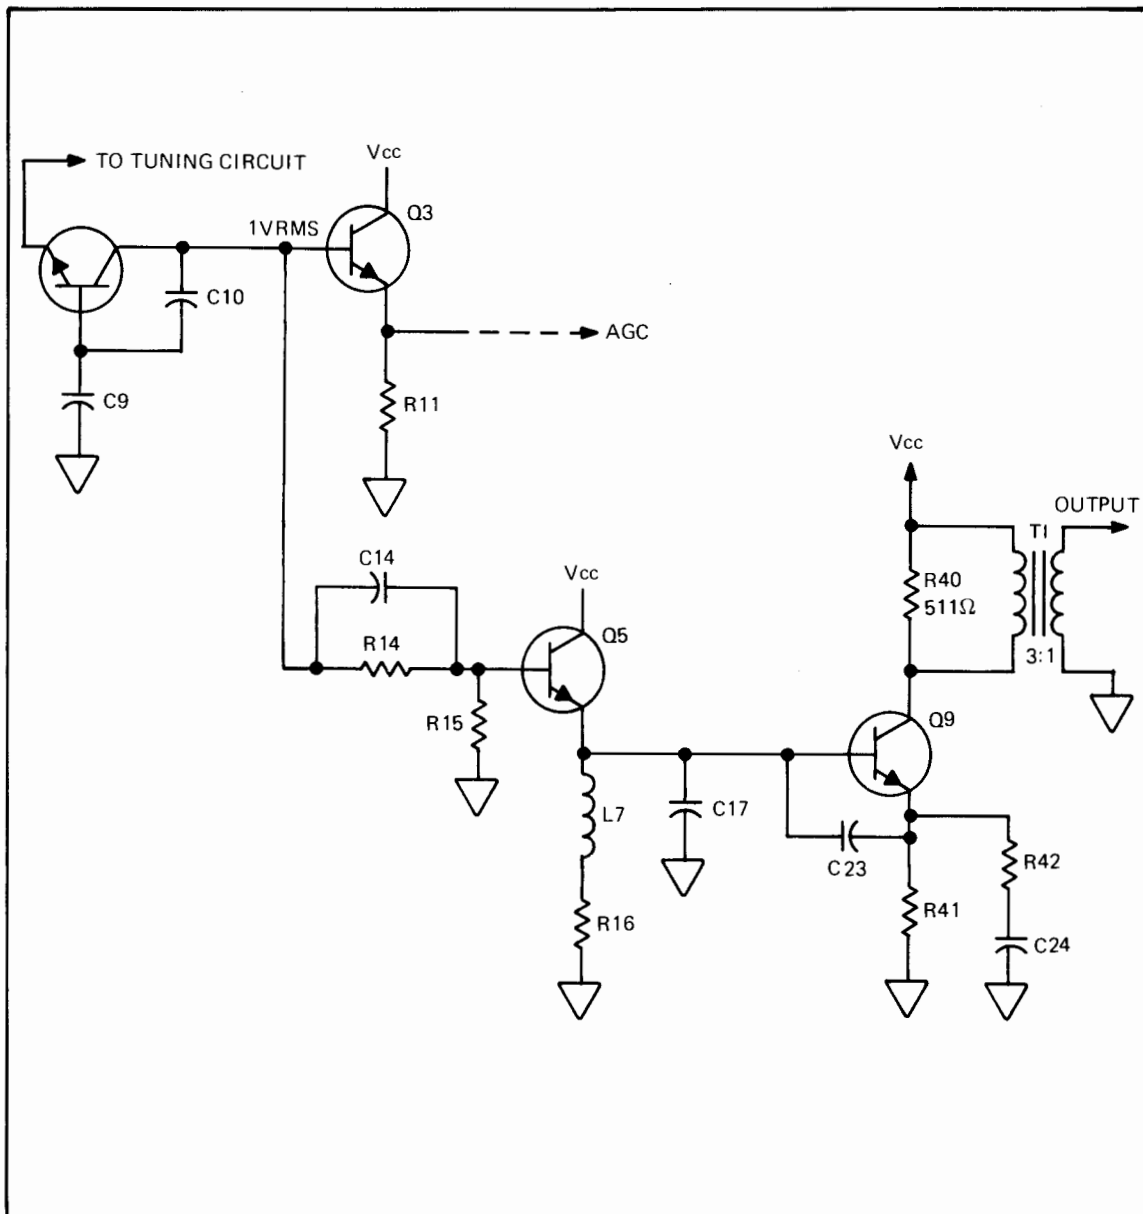 TO TUNING CIRCUIT
Vcc
Q3
1VRMS
C10
AGC
C9
R11
Vcc
OUTPUT
T1
C14
Vcc
R40
511Ω
R14
Q5
3:1
R15
Q9
L7
C17
C23
R42
R16
R41
C24